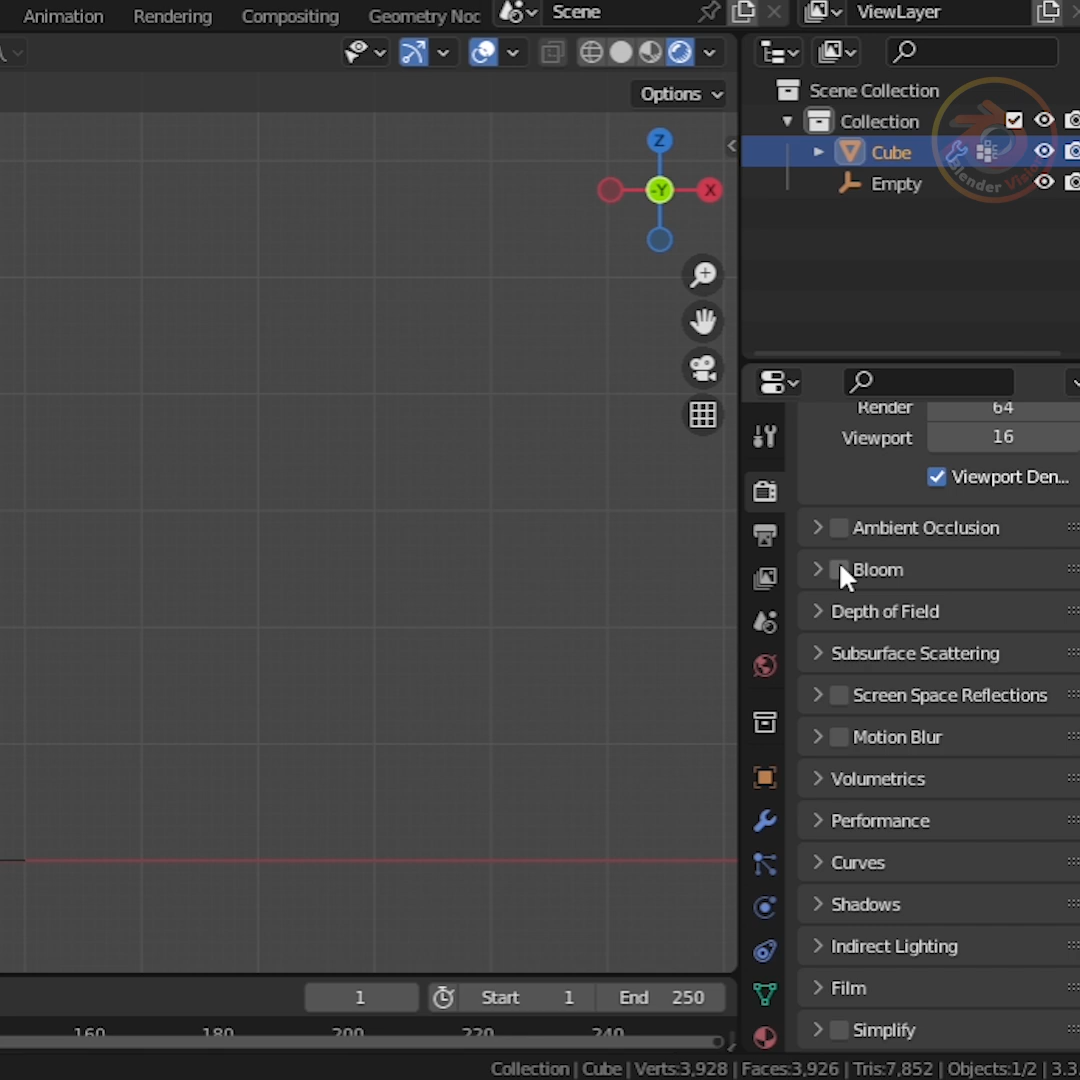 Animation Rendering Compositing Geometry Noc Scene ViewLayer
Options
Z
-Y X
Scene Collection
Collection
Cube
Empty
Blender Vision
Render 64
Viewport 16
Viewport Den...
Ambient Occlusion
Bloom
Depth of Field
Subsurface Scattering
Screen Space Reflections
Motion Blur
Volumetrics
Performance
Curves
Shadows
Indirect Lighting
Film
Simplify
1 Start 1 End 250
160 180 200 220 240
Collection | Cube | Verts:3,928 | Faces:3,926 | Tris:7,852 | Objects:1/2 | 3.3